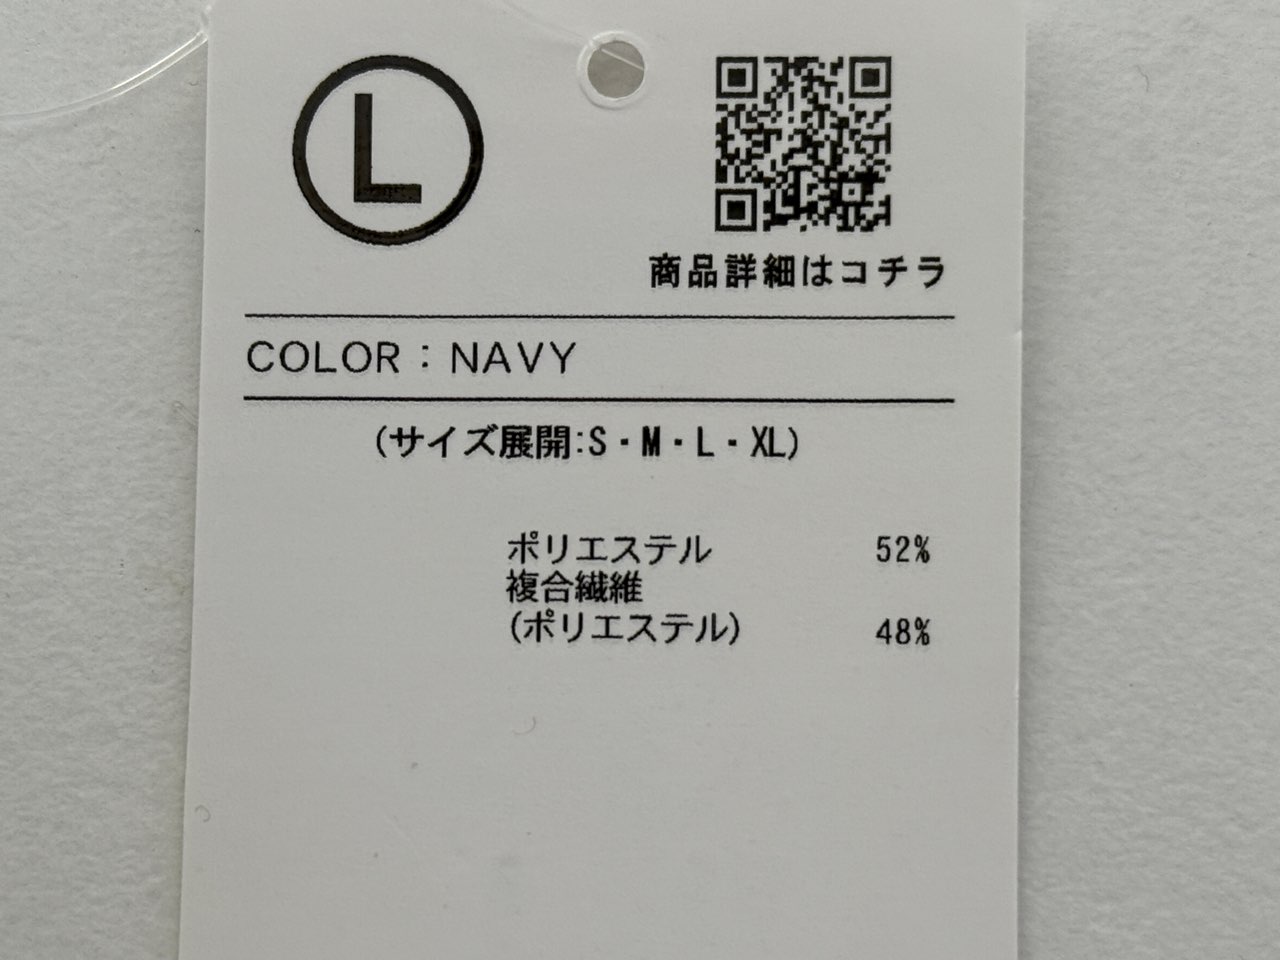 L
商品詳細はコチラ
COLOR：NAVY
(サイズ展開:S・M・L・XL)
ポリエステル 52%
複合繊維
(ポリエステル) 48%